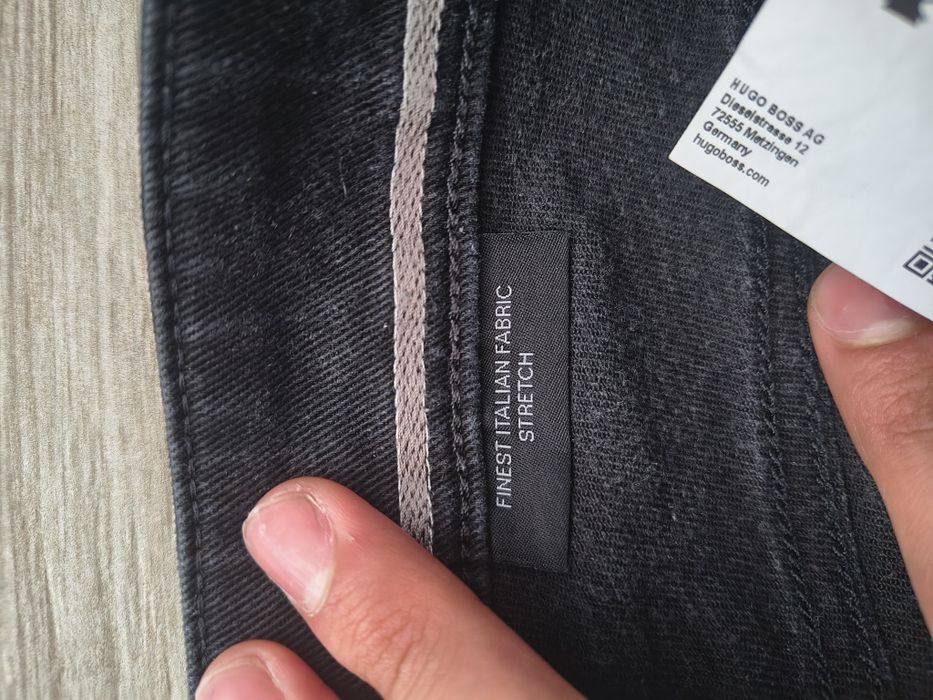 HUGO BOSS AG
Dieselstrasse 12
72555 Metzingen
Germany
hugoboss.com
FINEST ITALIAN FABRIC
STRETCH